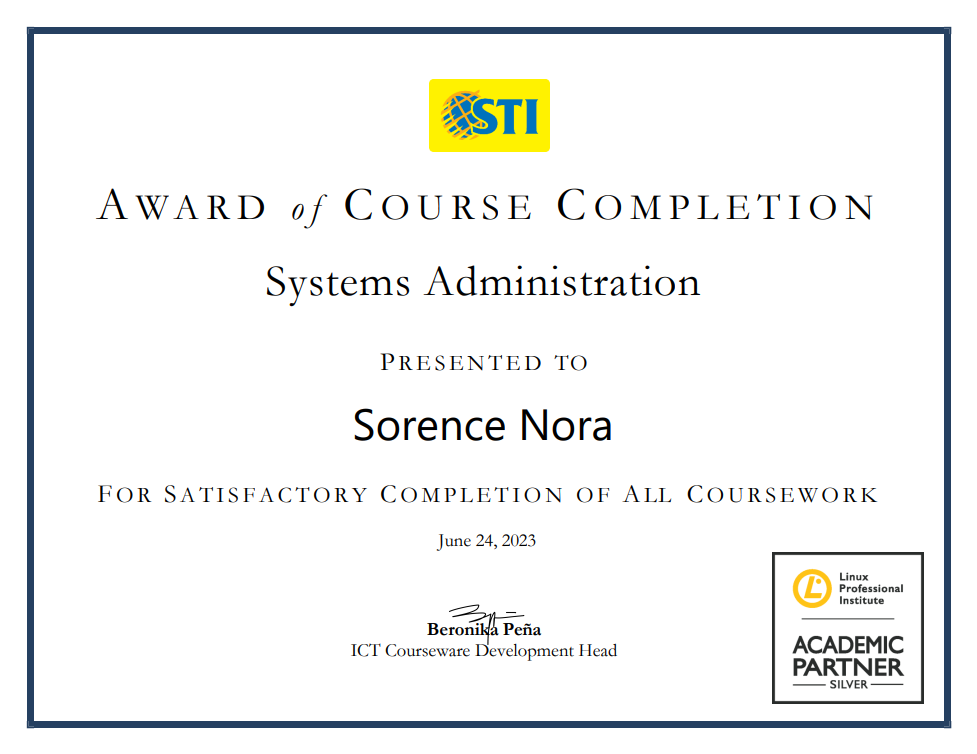 STI
AWARD of COURSE COMPLETION
Systems Administration
PRESENTED TO
Sorence Nora
FOR SATISFACTORY COMPLETION OF ALL COURSEWORK
June 24, 2023
Beronika Peña
ICT Courseware Development Head
Linux
Professional
Institute
ACADEMIC
PARTNER
SILVER